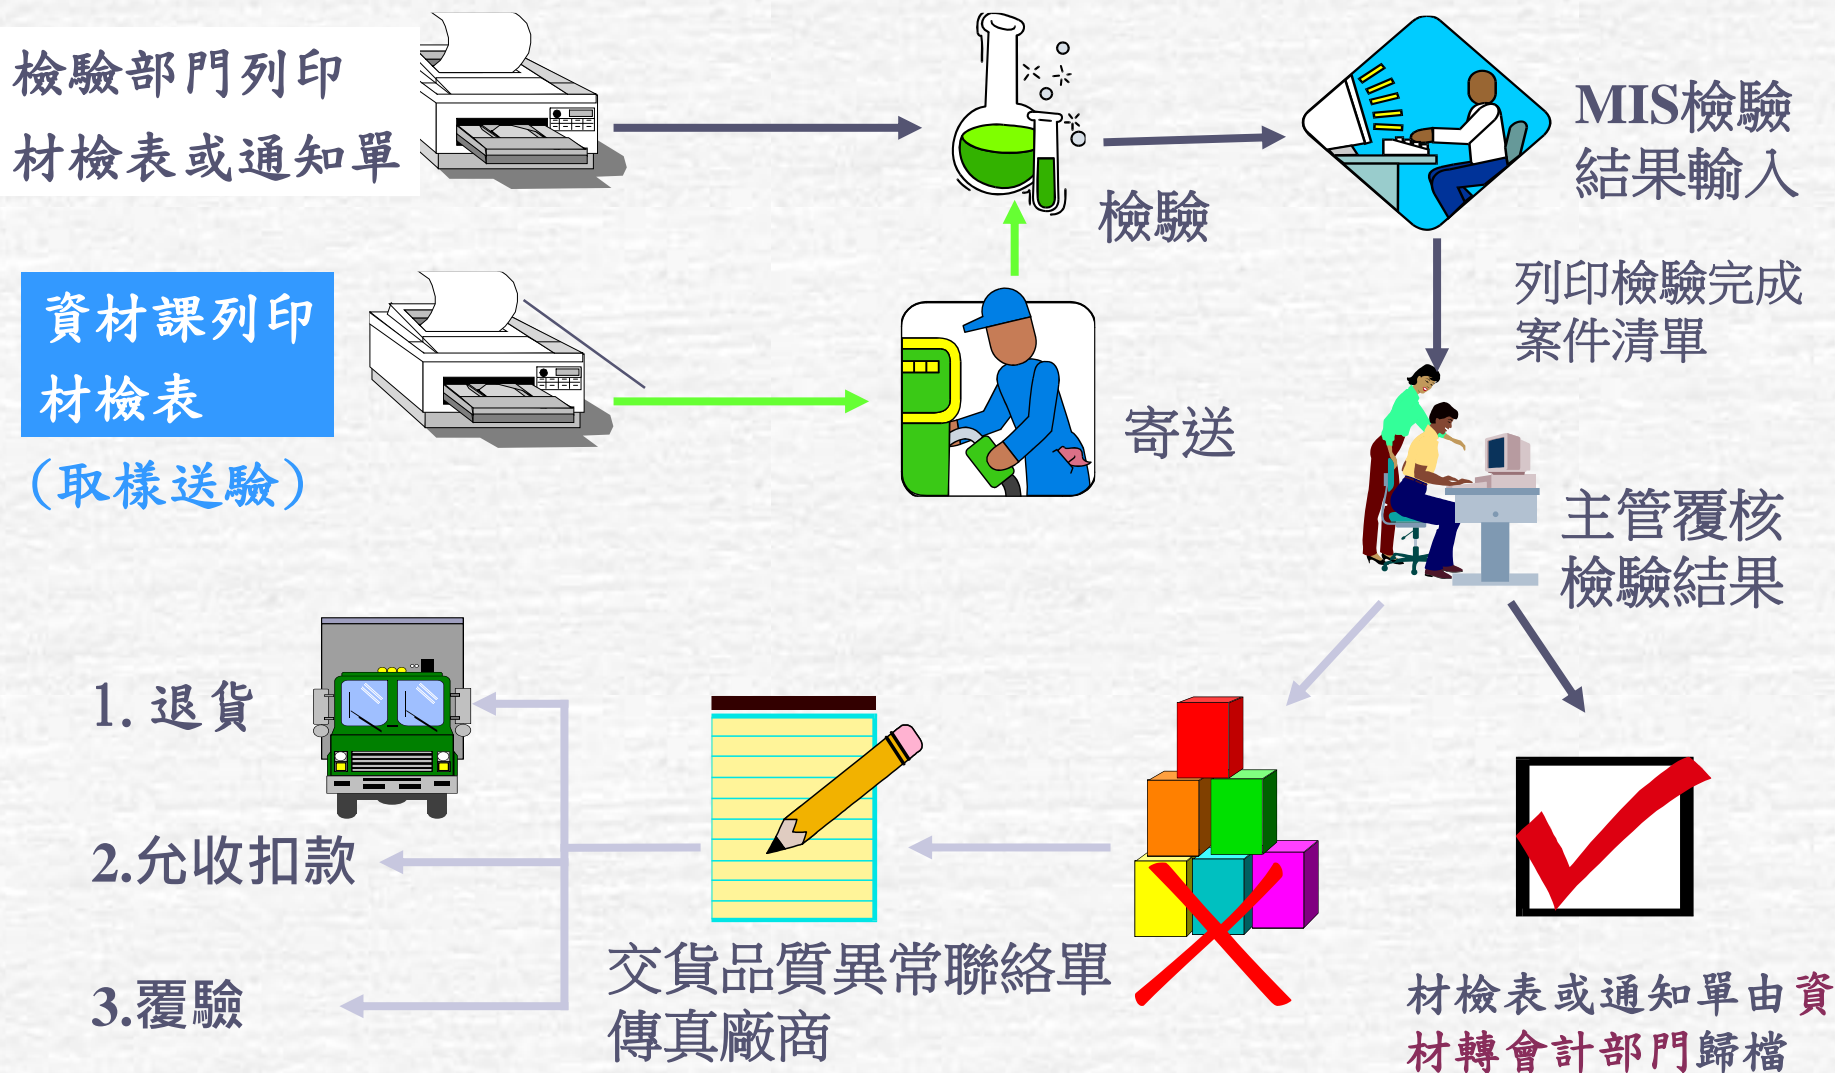 檢驗部門列印
材檢表或通知單
MIS檢驗
結果輸入
檢驗
資材課列印
材檢表
(取樣送驗)
列印檢驗完成
案件清單
寄送
主管覆核
檢驗結果
1. 退貨
2.允收扣款
3.覆驗
交貨品質異常聯絡單
傳真廠商
材檢表或通知單由資
材轉會計部門歸檔